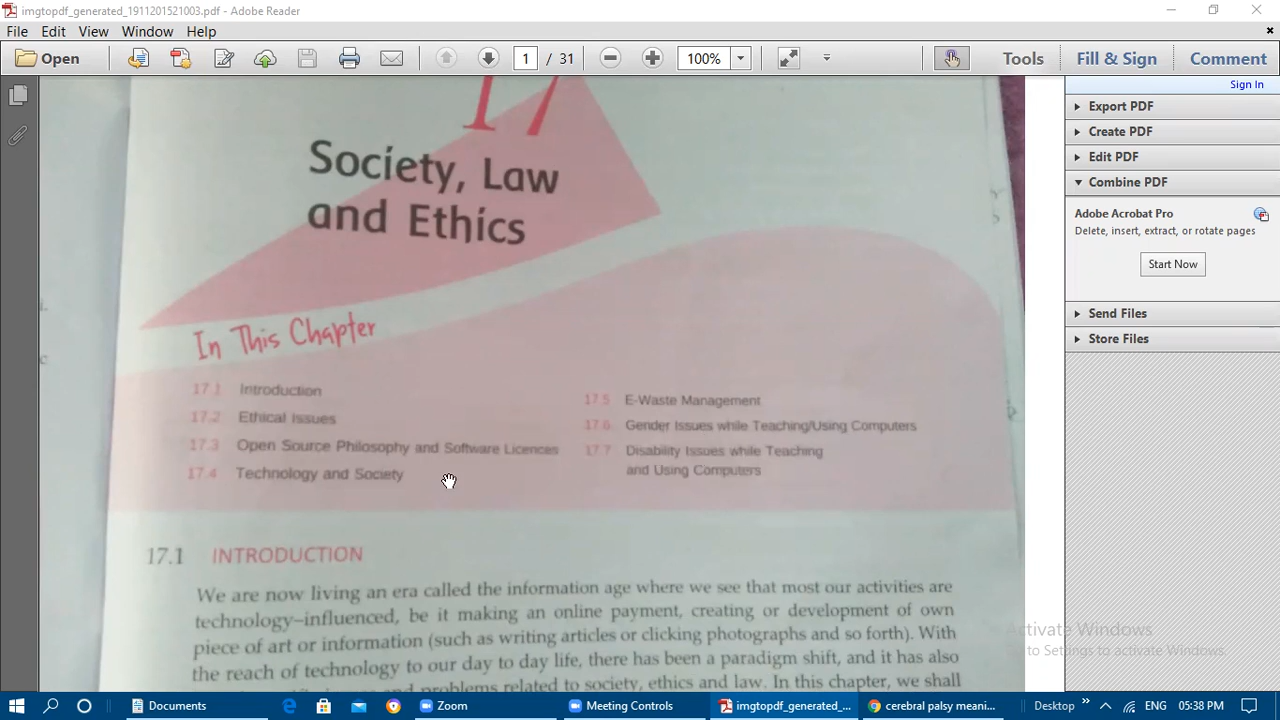 imgtopdf_generated_1911201521003.pdf - Adobe Reader
File Edit View Window Help
Open 1 / 31 100% Tools Fill & Sign Comment
Sign In
Export PDF
Create PDF
Edit PDF
Combine PDF
Adobe Acrobat Pro
Delete, insert, extract, or rotate pages
Start Now
Send Files
Store Files
17
Society, Law
and Ethics
In This Chapter
17.1 Introduction
17.2 Ethical Issues
17.3 Open Source Philosophy and Software Licences
17.4 Technology and Society
17.5 E-Waste Management
17.6 Gender Issues while Teaching/Using Computers
17.7 Disability Issues while Teaching
and Using Computers
17.1 INTRODUCTION
We are now living an era called the information age where we see that most our activities are
technology–influenced, be it making an online payment, creating or development of own
piece of art or information (such as writing articles or clicking photographs and so forth). With
the reach of technology to our day to day life, there has been a paradigm shift, and it has also
and problems related to society, ethics and law. In this chapter, we shall
Activate Windows
to Settings to activate Windows.
Documents Zoom Meeting Controls imgtopdf_generated_... cerebral palsy meani... Desktop » ENG 05:38 PM